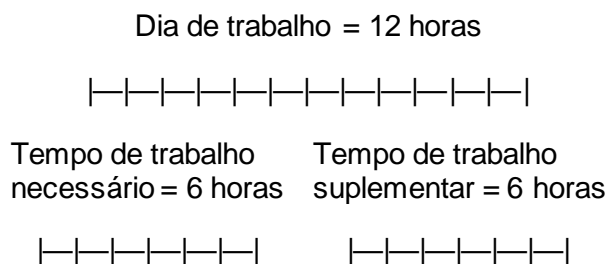 Dia de trabalho = 12 horas
|—|—|—|—|—|—|—|—|—|—|—|—|
Tempo de trabalho necessário = 6 horas
Tempo de trabalho suplementar = 6 horas
|—|—|—|—|—|—| |—|—|—|—|—|—|